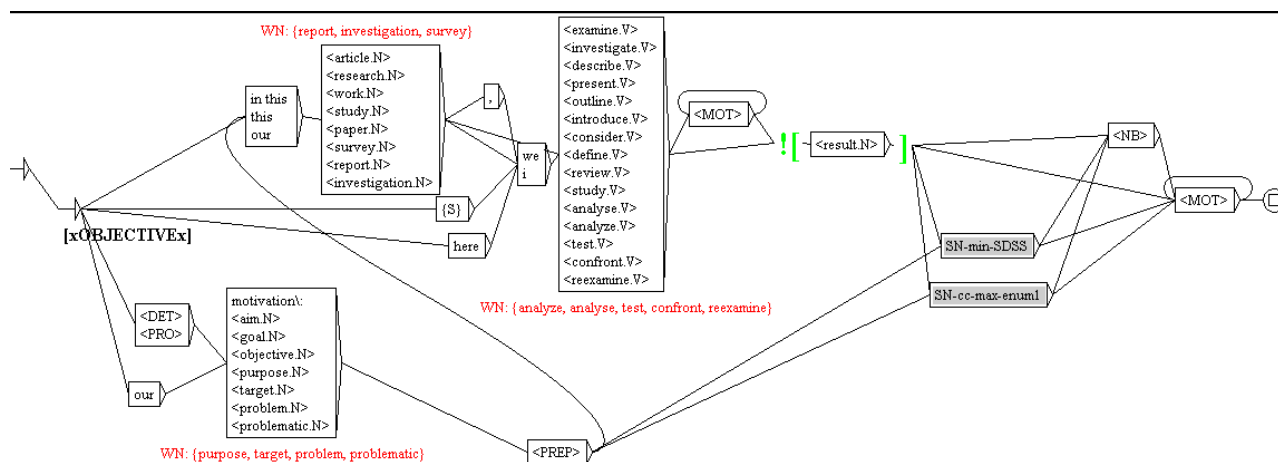 WN: {report, investigation, survey}
in this
this
our
<article.N>
<research.N>
<work.N>
<study.N>
<paper.N>
<survey.N>
<report.N>
<investigation.N>
,
{S}
here
we
i
<examine.V>
<investigate.V>
<describe.V>
<present.V>
<outline.V>
<introduce.V>
<consider.V>
<define.V>
<review.V>
<study.V>
<analyse.V>
<analyze.V>
<test.V>
<confront.V>
<reexamine.V>
WN: {analyze, analyse, test, confront, reexamine}
<MOT>
![ <result.N> ]
<NB>
<MOT>
SN-min-SDSS
SN-cc-max-enum1
[xOBJECTIVEx]
<DET>
<PRO>
our
motivation\:
<aim.N>
<goal.N>
<objective.N>
<purpose.N>
<target.N>
<problem.N>
<problematic.N>
WN: {purpose, target, problem, problematic}
<PREP>